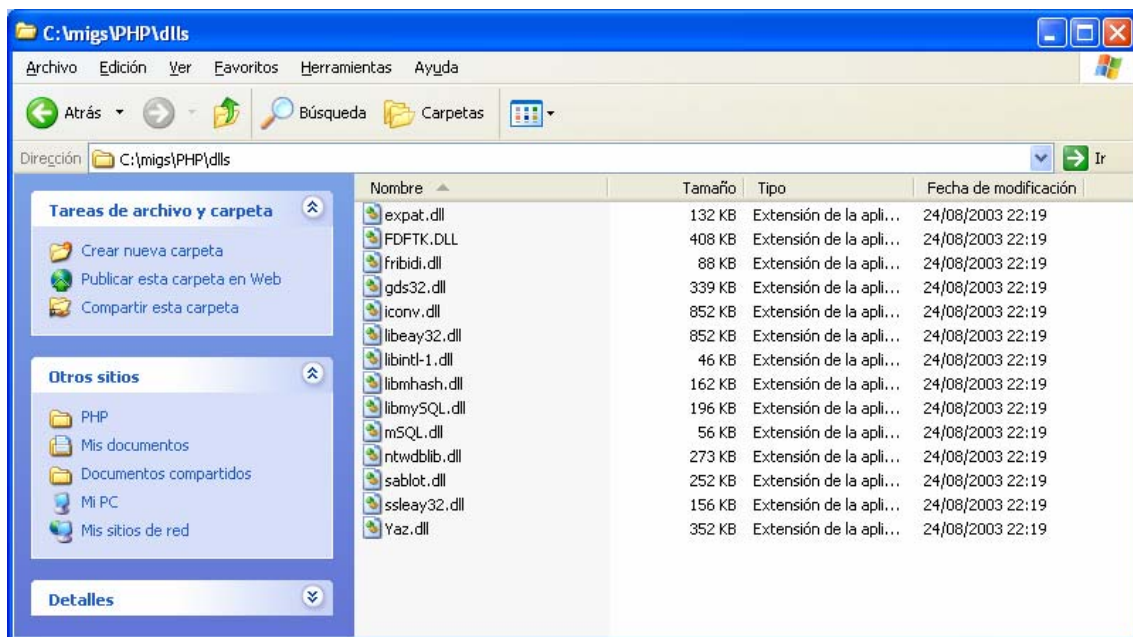 C:\migs\PHP\dlls
Archivo Edición Ver Favoritos Herramientas Ayuda
Atrás Búsqueda Carpetas
Dirección C:\migs\PHP\dlls Ir
Tareas de archivo y carpeta
Crear nueva carpeta
Publicar esta carpeta en Web
Compartir esta carpeta
Otros sitios
PHP
Mis documentos
Documentos compartidos
Mi PC
Mis sitios de red
Detalles
Nombre Tamaño Tipo Fecha de modificación
expat.dll 132 KB Extensión de la apli... 24/08/2003 22:19
FDFTK.DLL 408 KB Extensión de la apli... 24/08/2003 22:19
fribidi.dll 88 KB Extensión de la apli... 24/08/2003 22:19
gds32.dll 339 KB Extensión de la apli... 24/08/2003 22:19
iconv.dll 852 KB Extensión de la apli... 24/08/2003 22:19
libeay32.dll 852 KB Extensión de la apli... 24/08/2003 22:19
libintl-1.dll 46 KB Extensión de la apli... 24/08/2003 22:19
libmhash.dll 162 KB Extensión de la apli... 24/08/2003 22:19
libmySQL.dll 196 KB Extensión de la apli... 24/08/2003 22:19
mSQL.dll 56 KB Extensión de la apli... 24/08/2003 22:19
ntwdblib.dll 273 KB Extensión de la apli... 24/08/2003 22:19
sablot.dll 252 KB Extensión de la apli... 24/08/2003 22:19
ssleay32.dll 156 KB Extensión de la apli... 24/08/2003 22:19
Yaz.dll 352 KB Extensión de la apli... 24/08/2003 22:19